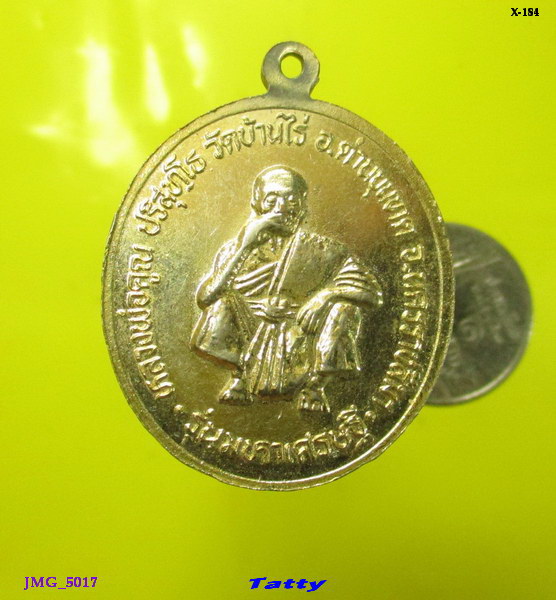 X-184
หลวงพ่อคูณ ปริสุทฺโธ วัดบ้านไร่ อ.ด่านขุนทด จ.นครราชสีมา
รุ่นมหาเศรษฐี
JMG_5017
Tatty